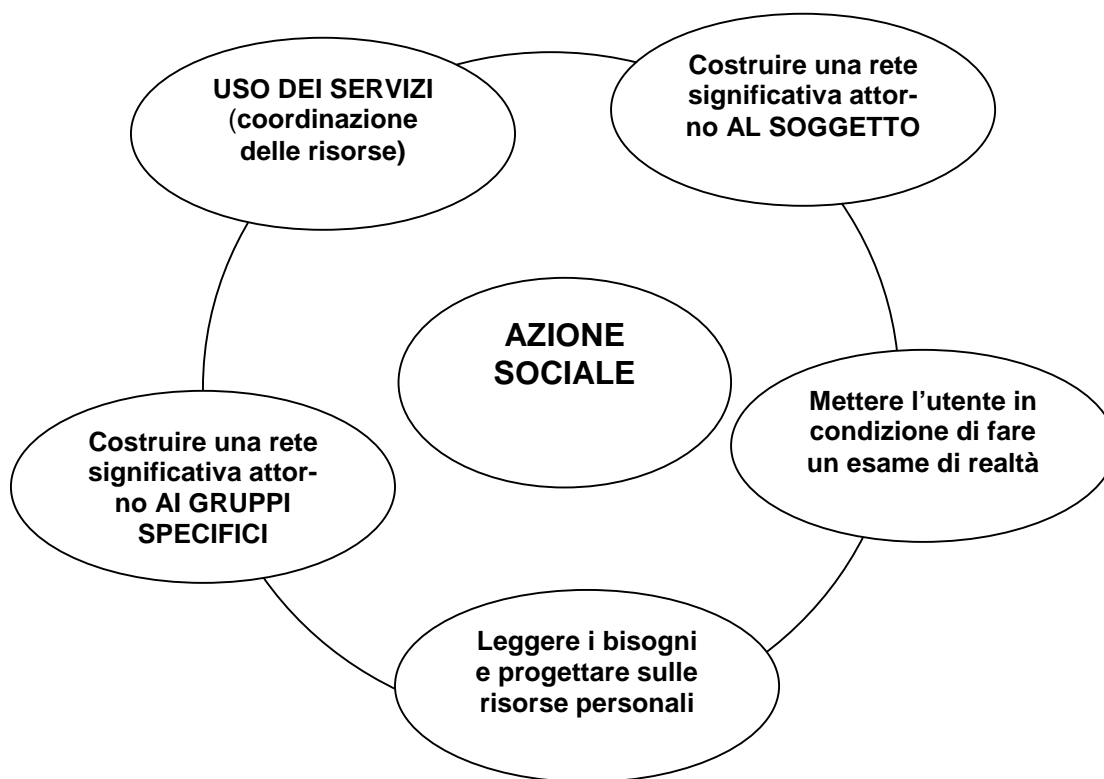 USO DEI SERVIZI
(coordinazione
delle risorse)
Costruire una rete
significativa attor-
no AL SOGGETTO
AZIONE
SOCIALE
Mettere l’utente in
condizione di fare
un esame di realtà
Costruire una rete
significativa attor-
no AI GRUPPI
SPECIFICI
Leggere i bisogni
e progettare sulle
risorse personali